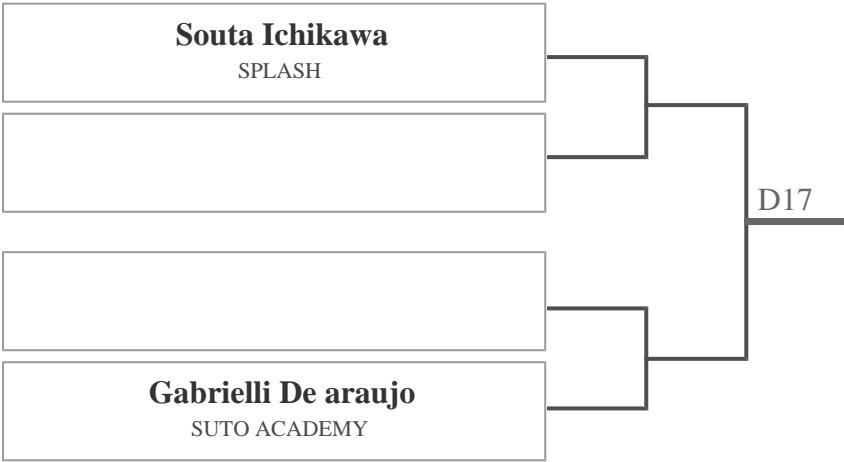 Souta Ichikawa
SPLASH
D17
Gabrielli De araujo
SUTO ACADEMY